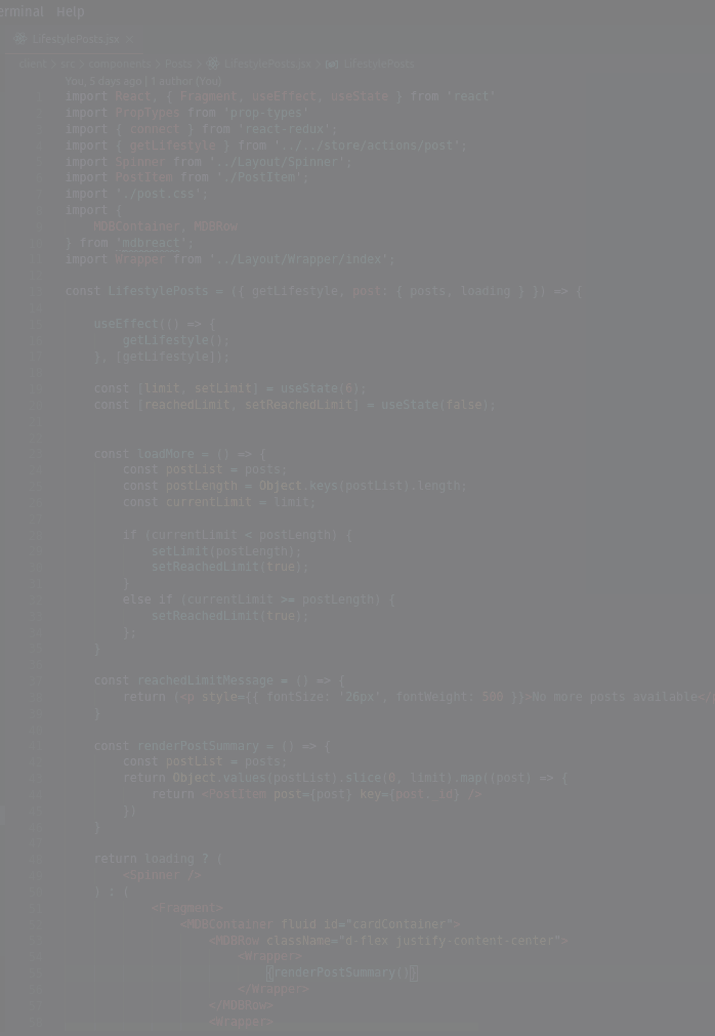 erminal Help
LifestylePosts.jsx ×
client > src > components > Posts > LifestylePosts.jsx > LifestylePosts
You, 5 days ago | 1 author (You)
import React, { Fragment, useEffect, useState } from 'react'
import PropTypes from 'prop-types'
import { connect } from 'react-redux';
import { getLifestyle } from '../../store/actions/post';
import Spinner from '../Layout/Spinner';
import PostItem from './PostItem';
import './post.css';
import {
MDBContainer, MDBRow
} from 'mdbreact';
import Wrapper from '../Layout/Wrapper/index';
const LifestylePosts = ({ getLifestyle, post: { posts, loading } }) => {
useEffect(() => {
getLifestyle();
}, [getLifestyle]);
const [limit, setLimit] = useState(6);
const [reachedLimit, setReachedLimit] = useState(false);
const loadMore = () => {
const postList = posts;
const postLength = Object.keys(postList).length;
const currentLimit = limit;
if (currentLimit < postLength) {
setLimit(postLength);
setReachedLimit(true);
}
else if (currentLimit >= postLength) {
setReachedLimit(true);
};
}
const reachedLimitMessage = () => {
return (<p style={{ fontSize: '26px', fontWeight: 500 }}>No more posts available</
}
const renderPostSummary = () => {
const postList = posts;
return Object.values(postList).slice(0, limit).map((post) => {
return <PostItem post={post} key={post._id} />
})
}
return loading ? (
<Spinner />
) : (
<Fragment>
<MDBContainer fluid id="cardContainer">
<MDBRow className="d-flex justify-content-center">
<Wrapper>
{renderPostSummary()}
</Wrapper>
</MDBRow>
<Wrapper>